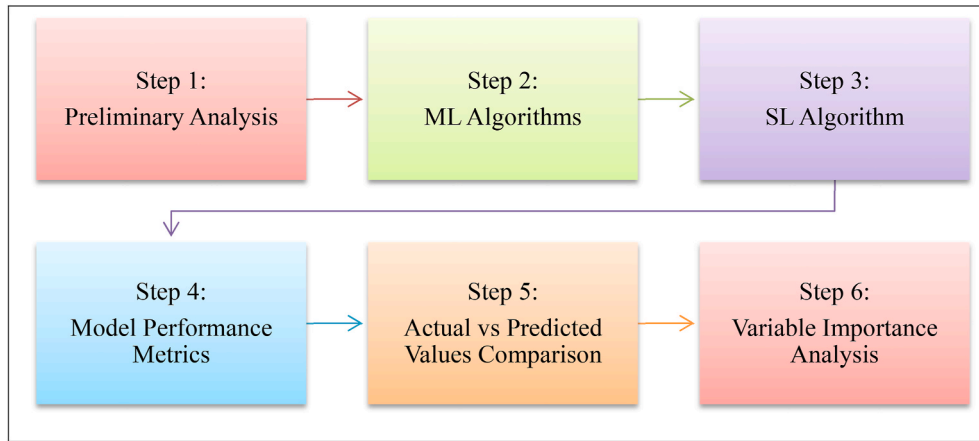 Step 1:
Preliminary Analysis
Step 2:
ML Algorithms
Step 3:
SL Algorithm
Step 4:
Model Performance
Metrics
Step 5:
Actual vs Predicted
Values Comparison
Step 6:
Variable Importance
Analysis